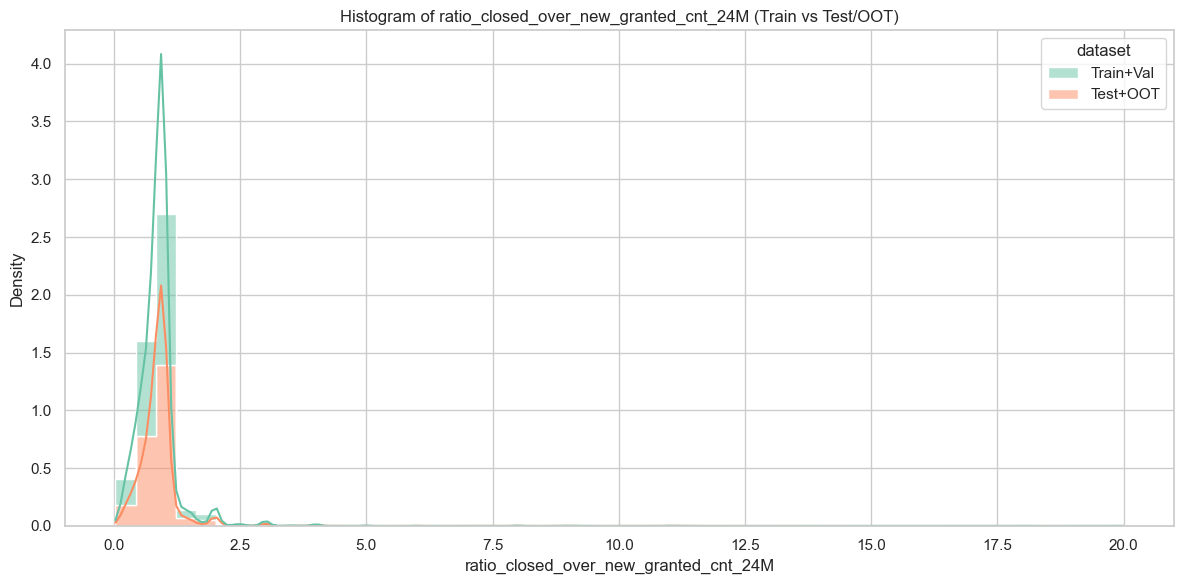 Histogram of ratio_closed_over_new_granted_cnt_24M (Train vs Test/OOT)
dataset
Train+Val
Test+OOT
Density
4.0
3.5
3.0
2.5
2.0
1.5
1.0
0.5
0.0
0.0 2.5 5.0 7.5 10.0 12.5 15.0 17.5 20.0
ratio_closed_over_new_granted_cnt_24M